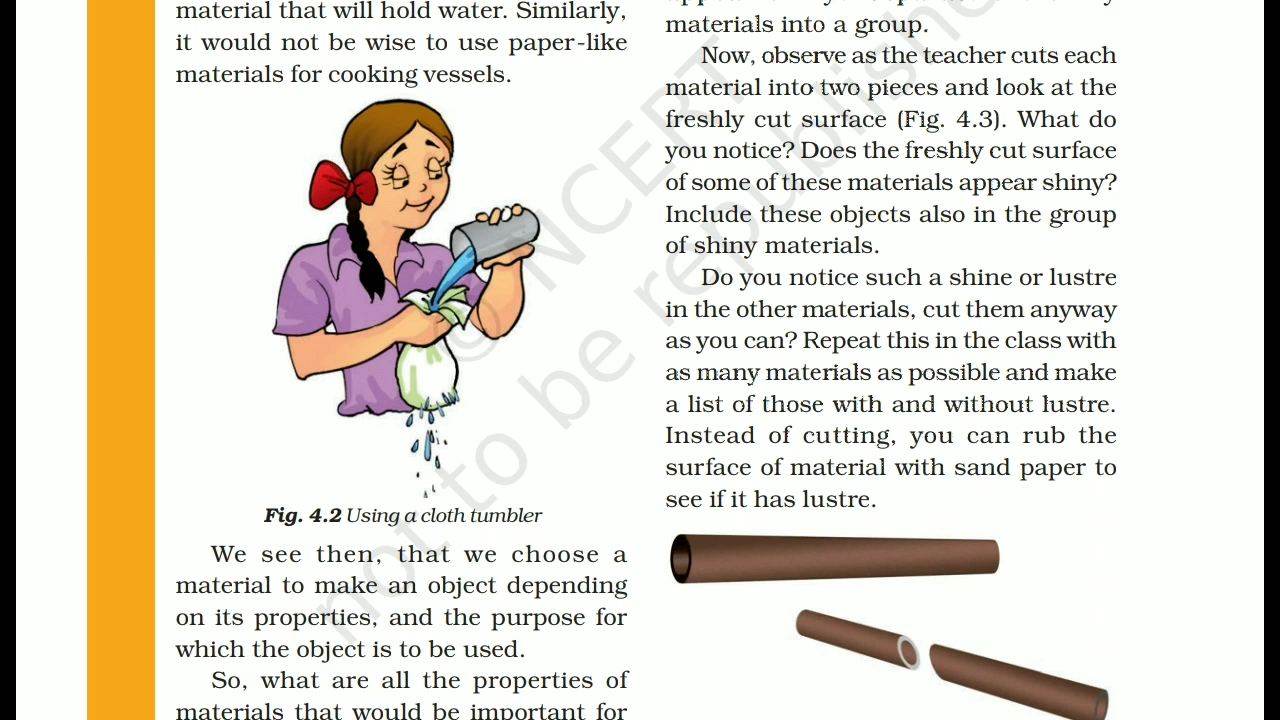 material that will hold water. Similarly,
it would not be wise to use paper-like
materials for cooking vessels.
Fig. 4.2 Using a cloth tumbler
We see then, that we choose a
material to make an object depending
on its properties, and the purpose for
which the object is to be used.
So, what are all the properties of
materials that would be important for
materials into a group.
Now, observe as the teacher cuts each
material into two pieces and look at the
freshly cut surface (Fig. 4.3). What do
you notice? Does the freshly cut surface
of some of these materials appear shiny?
Include these objects also in the group
of shiny materials.
Do you notice such a shine or lustre
in the other materials, cut them anyway
as you can? Repeat this in the class with
as many materials as possible and make
a list of those with and without lustre.
Instead of cutting, you can rub the
surface of material with sand paper to
see if it has lustre.
© NCERT
not to be republished